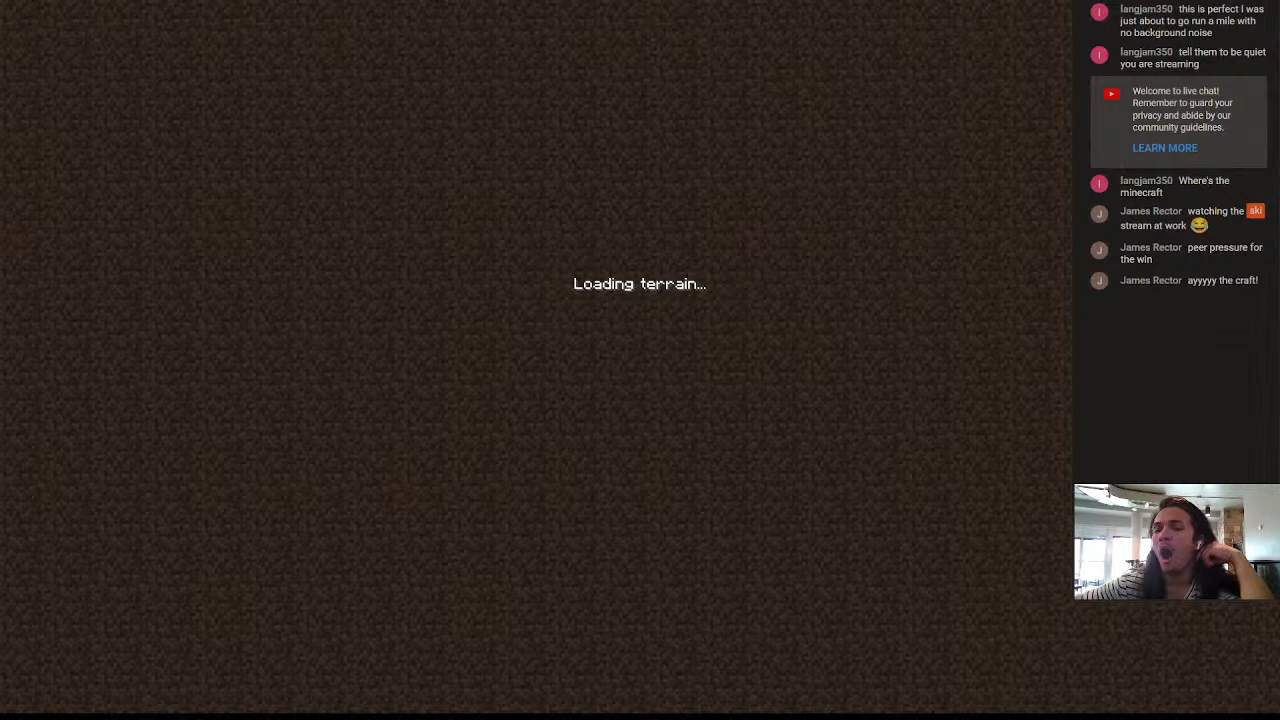 langjam350 this is perfect I was
just about to go run a mile with
no background noise
langjam350 tell them to be quiet
you are streaming
Welcome to live chat!
Remember to guard your
privacy and abide by our
community guidelines.
LEARN MORE
langjam350 Where's the
minecraft
James Rector watching the ski
stream at work 😂
James Rector peer pressure for
the win
James Rector ayyyyy the craft!
Loading terrain...